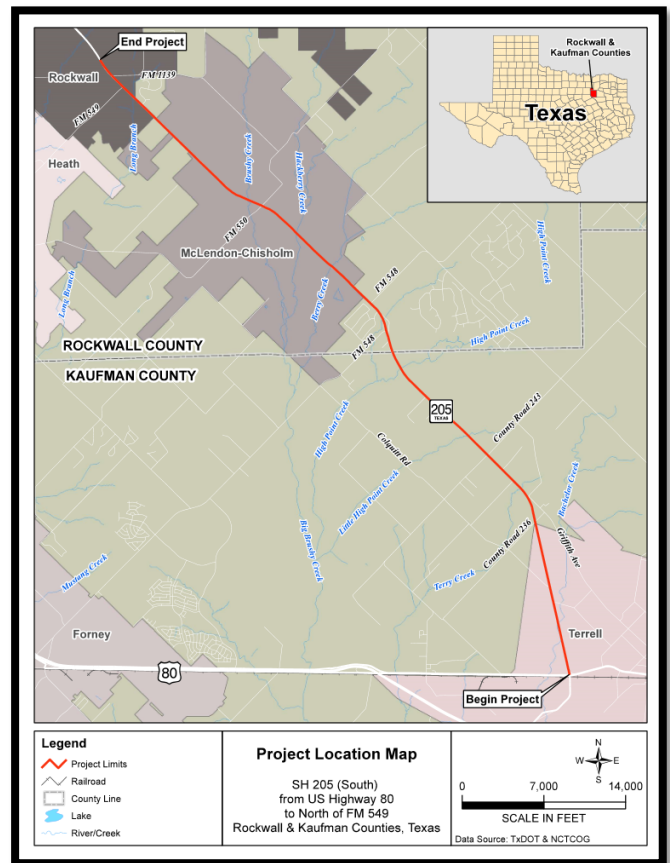 End Project
Rockwall
FM 1139
FM 549
Heath
Long Branch
Brushy Creek
Hackberry Creek
Rockwall &
Kaufman Counties
Texas
FM 550
McLendon-Chisholm
High Point Creek
Long Branch
Berry Creek
FM 548
High Point Creek
ROCKWALL COUNTY
FM 548
KAUFMAN COUNTY
205
TEXAS
County Road 243
High Point Creek
Colquitt Rd
Little High Point Creek
Bachelor Creek
Big Brushy Creek
County Road 236
Griffith Ave
Mustang Creek
Terry Creek
Forney
Terrell
80
Begin Project
Legend
Project Limits
Railroad
County Line
Lake
River/Creek
Project Location Map
SH 205 (South)
from US Highway 80
to North of FM 549
Rockwall & Kaufman Counties, Texas
N
W
E
S
0
7,000
14,000
SCALE IN FEET
Data Source: TxDOT & NCTCOG